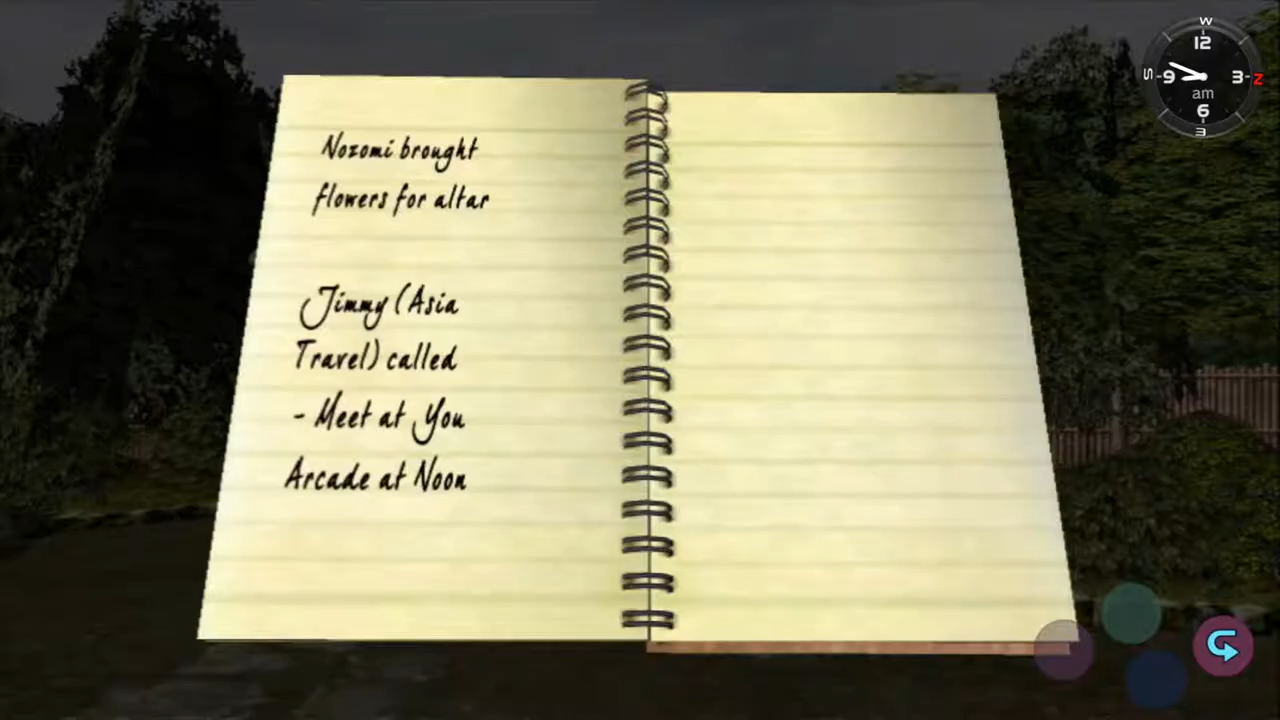 Nozomi brought
flowers for altar
Jimmy (Asia
Travel) called
- Meet at You
Arcade at Noon
W
12
S 9 3 N
am
6
E